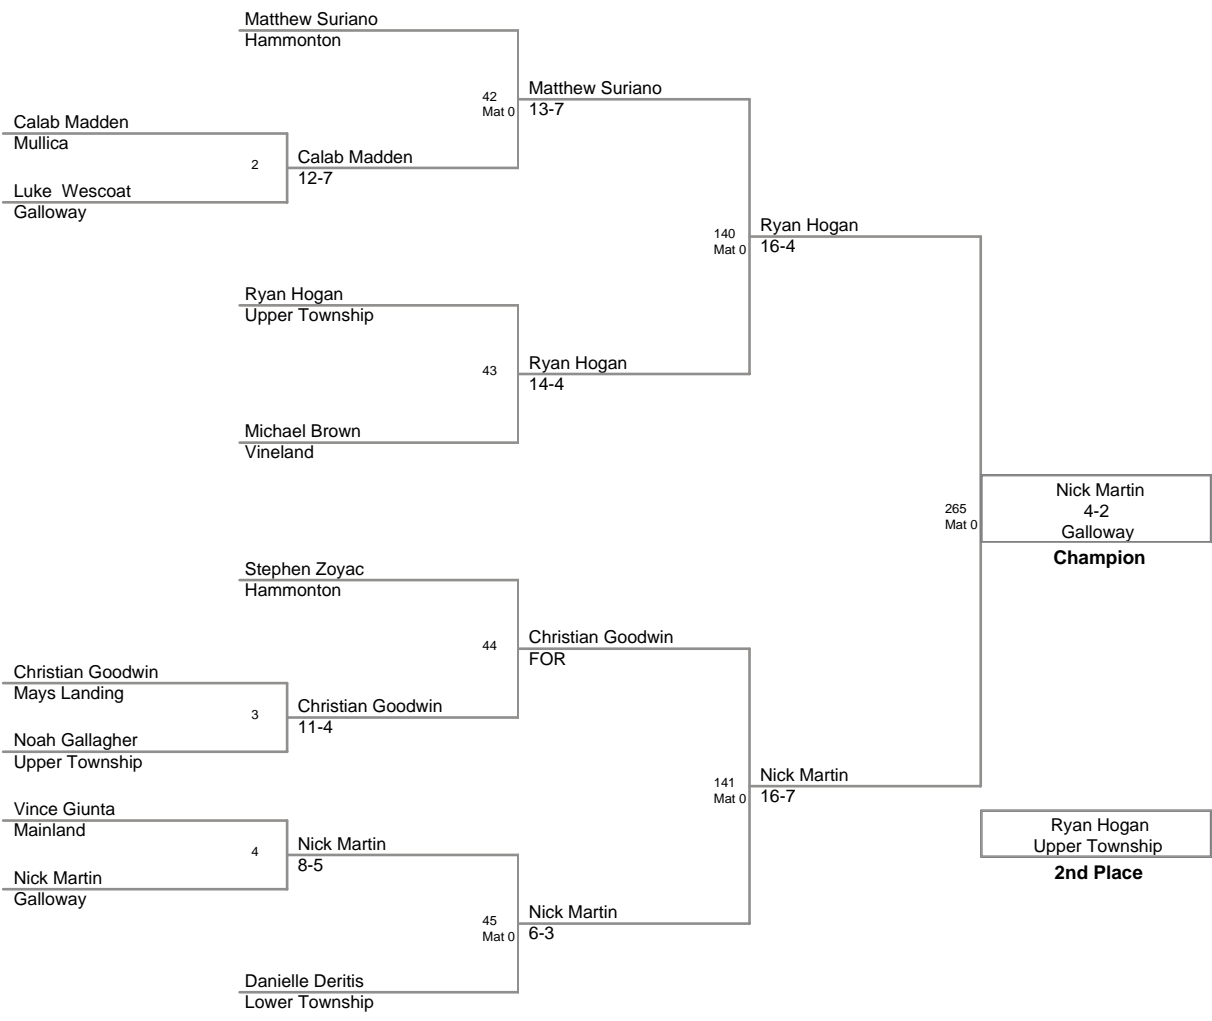 Matthew Suriano
Hammonton
42
Mat 0
Matthew Suriano
13-7
Calab Madden
Mullica
2
Calab Madden
12-7
Luke  Wescoat
Galloway
140
Mat 0
Ryan Hogan
16-4
Ryan Hogan
Upper Township
43
Ryan Hogan
14-4
Michael Brown
Vineland
265
Mat 0
Nick Martin
4-2
Galloway
Champion
Stephen Zoyac
Hammonton
44
Christian Goodwin
FOR
Christian Goodwin
Mays Landing
3
Christian Goodwin
11-4
Noah Gallagher
Upper Township
141
Mat 0
Nick Martin
16-7
Vince Giunta
Mainland
4
Nick Martin
8-5
Nick Martin
Galloway
Ryan Hogan
Upper Township
2nd Place
45
Mat 0
Nick Martin
6-3
Danielle Deritis
Lower Township